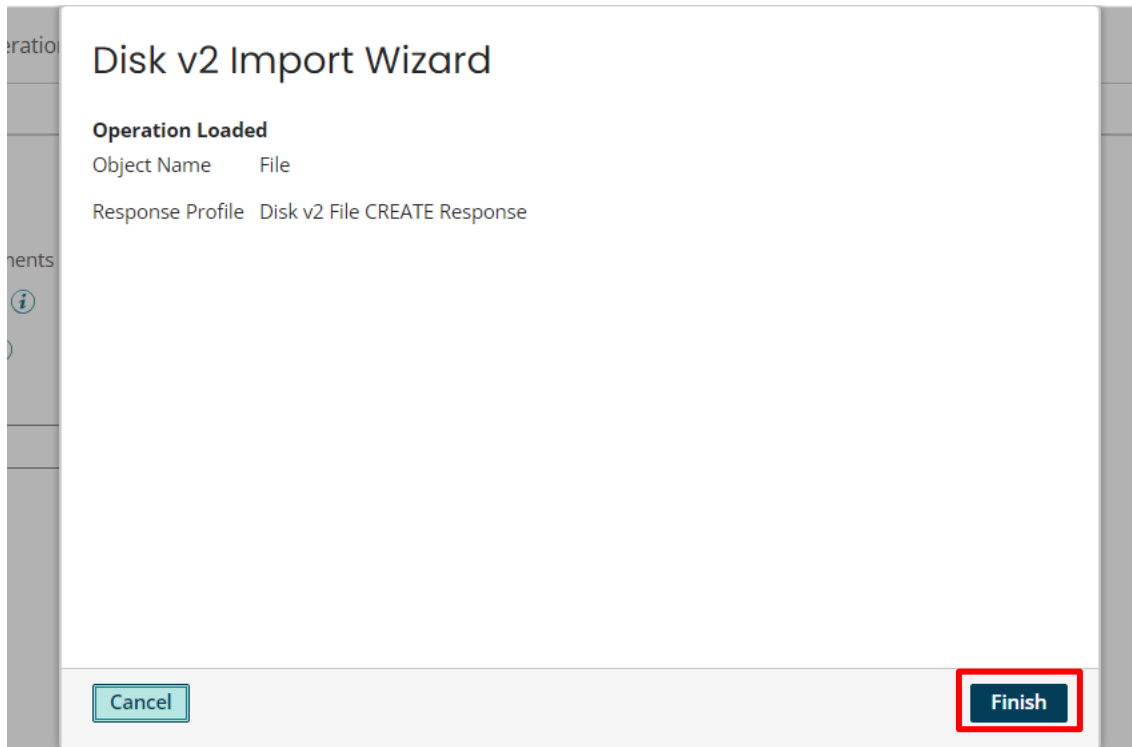 Disk v2 Import Wizard
Operation Loaded
Object Name File
Response Profile Disk v2 File CREATE Response
i
Cancel
Finish